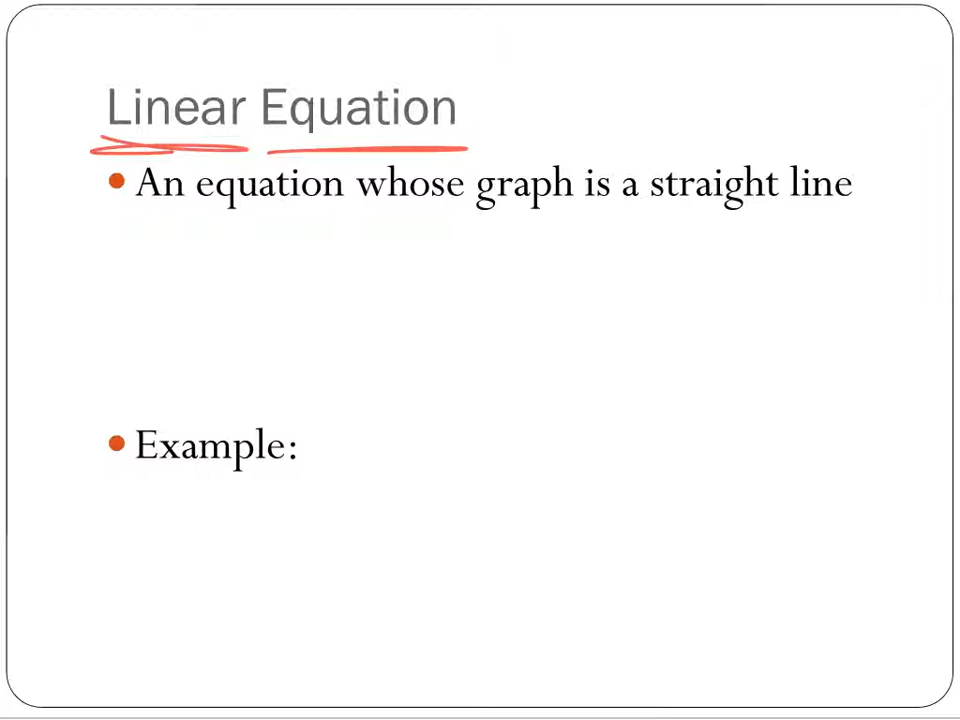 Linear Equation
• An equation whose graph is a straight line
• Example: